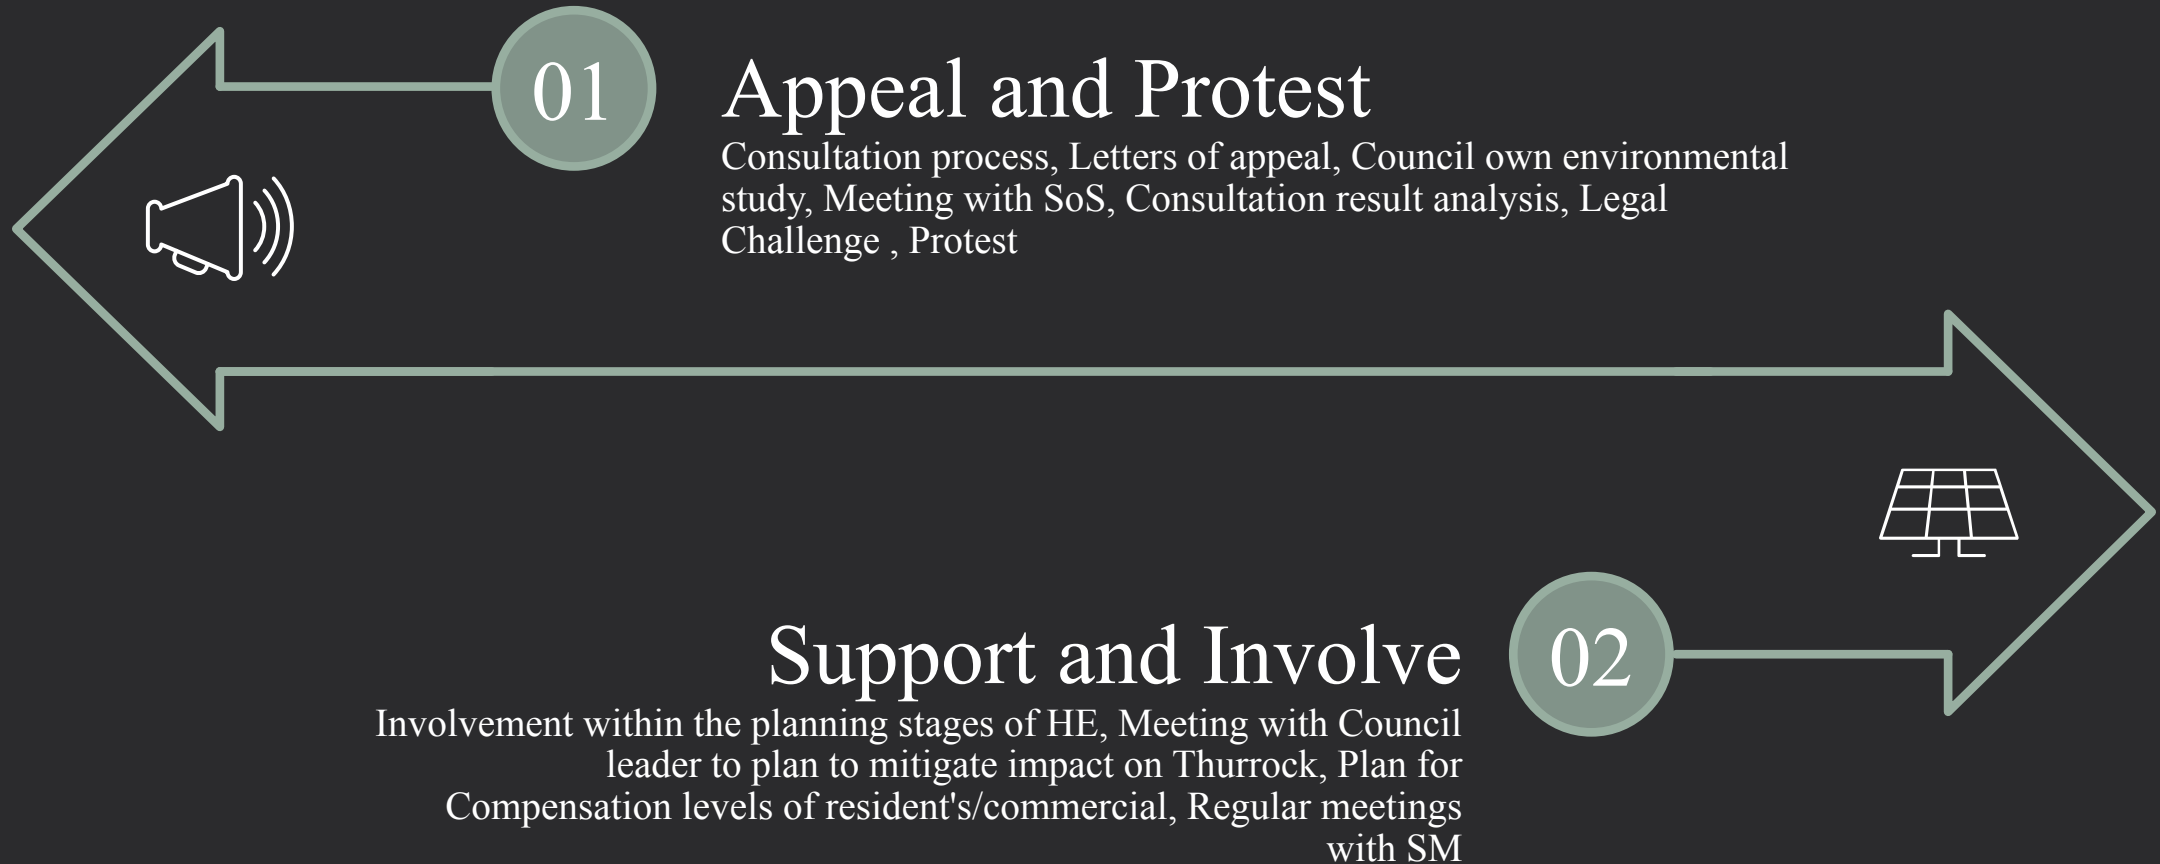 01
Appeal and Protest
Consultation process, Letters of appeal, Council own environmental
study, Meeting with SoS, Consultation result analysis, Legal
Challenge , Protest
Support and Involve
02
Involvement within the planning stages of HE, Meeting with Council
leader to plan to mitigate impact on Thurrock, Plan for
Compensation levels of resident's/commercial, Regular meetings
with SM